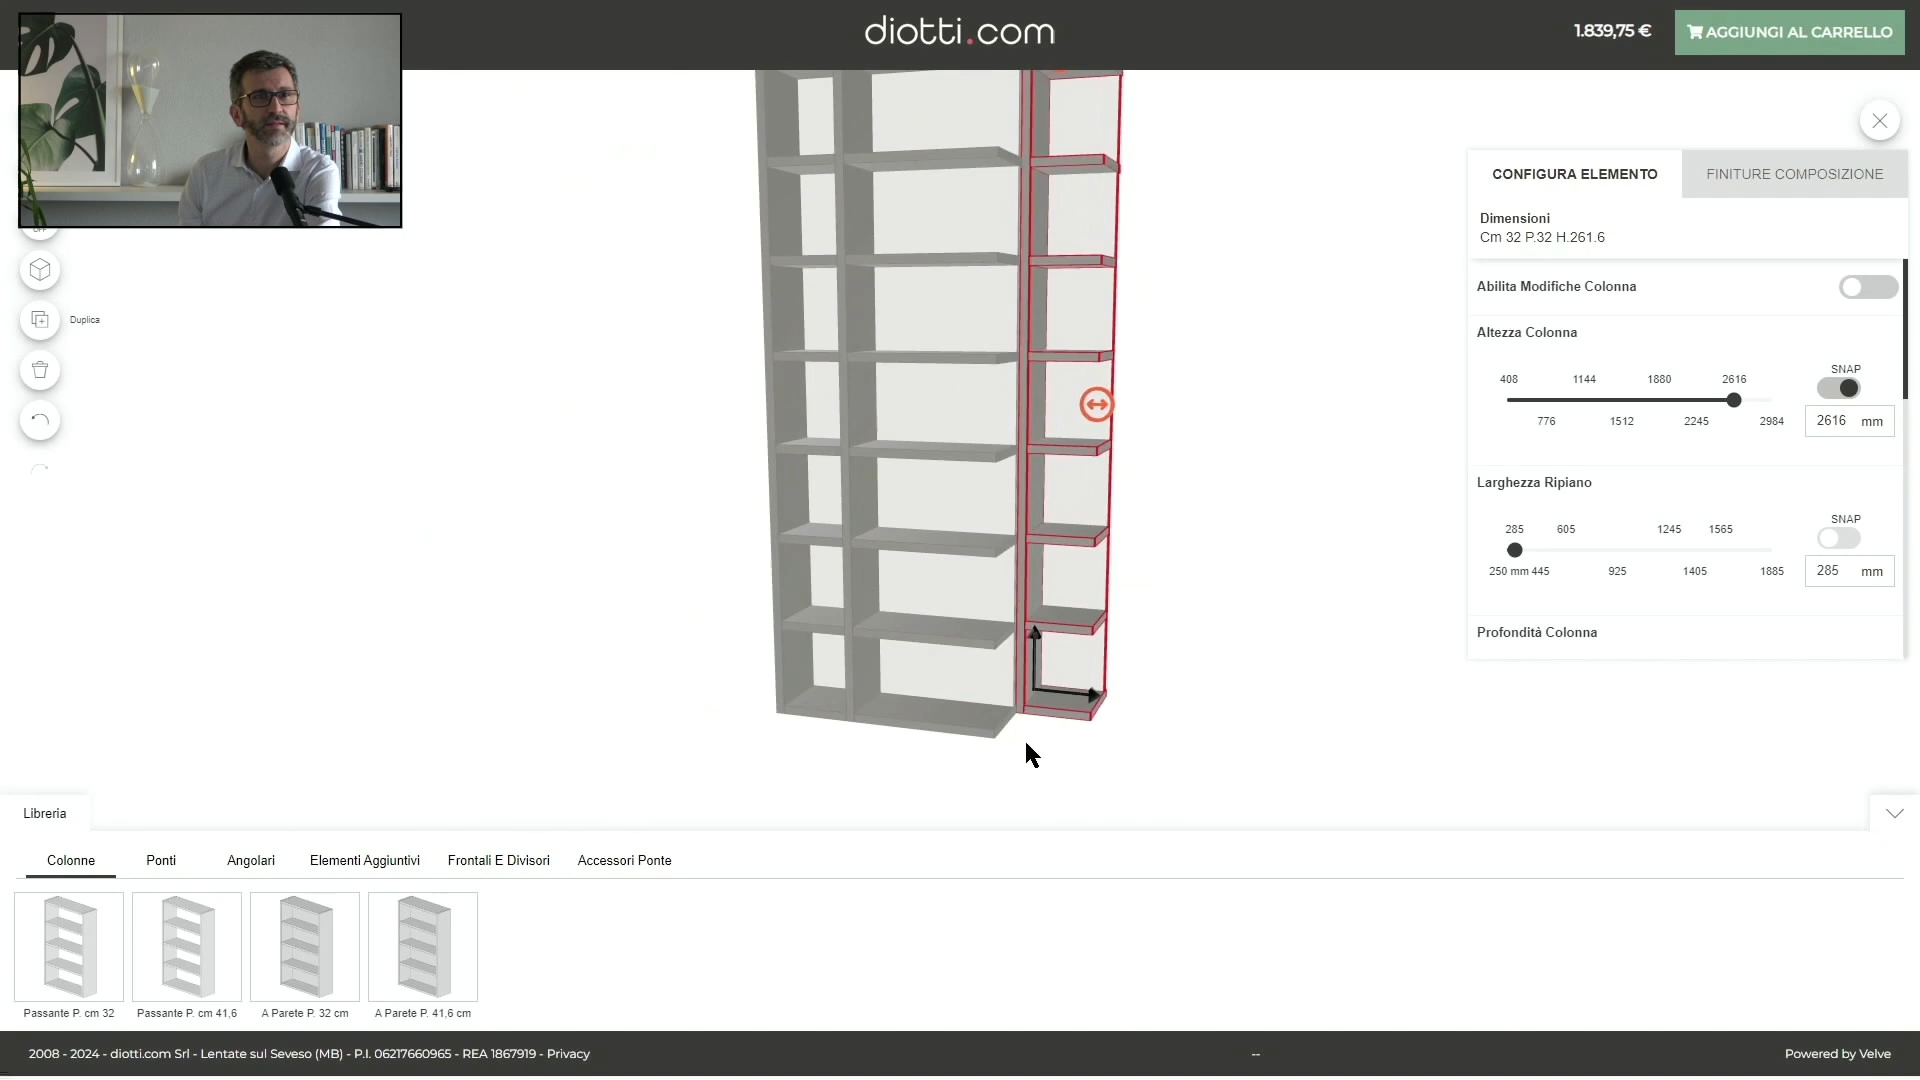 diotti.com
1.839,75 €
AGGIUNGI AL CARRELLO
CONFIGURA ELEMENTO
FINITURE COMPOSIZIONE
Dimensioni
Cm 32 P.32 H.261.6
Abilita Modifiche Colonna
Altezza Colonna
SNAP
408 1144 1880 2616
776 1512 2245 2984
2616 mm
Larghezza Ripiano
SNAP
285 605 1245 1565
250 mm 445 925 1405 1885
285 mm
Profondità Colonna
OFF
Duplica
Libreria
Colonne Ponti Angolari Elementi Aggiuntivi Frontali E Divisori Accessori Ponte
Passante P. cm 32
Passante P. cm 41,6
A Parete P. 32 cm
A Parete P. 41,6 cm
2008 - 2024 - diotti.com Srl - Lentate sul Seveso (MB) - P.I. 06217660965 - REA 1867919 - Privacy
--
Powered by Velve